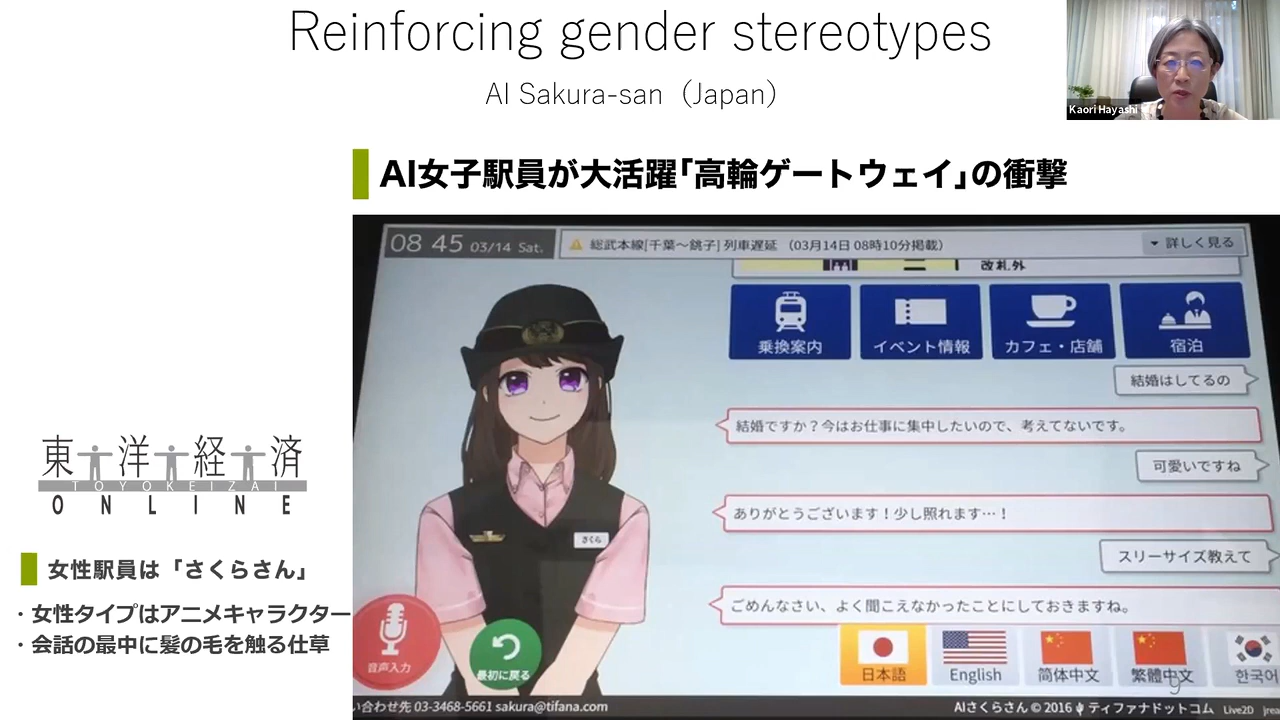 Reinforcing gender stereotypes
AI Sakura-san（Japan）
Kaori Hayashi
AI女子駅員が大活躍「高輪ゲートウェイ」の衝撃
08 45 03/14 Sat.
総武本線[千葉～銚子] 列車遅延 （03月14日 08時10分掲載）
詳しく見る
改札外
乗換案内
イベント情報
カフェ・店舗
宿泊
結婚はしてるの
結婚ですか？今はお仕事に集中したいので、考えてないです。
可愛いですね
ありがとうございます！少し照れます…！
スリーサイズ教えて
ごめんなさい、よく聞こえなかったことにしておきますね。
さくら
音声入力
最初に戻る
日本語
English
简体中文
繁體中文
한국어
い合わせ先 03-3468-5661 sakura@tifana.com
AIさくらさん © 2016 ティファナドットコム Live2D
9
東洋経済
TOYOKEIZAI
ONLINE
女性駅員は「さくらさん」
・女性タイプはアニメキャラクター
・会話の最中に髪の毛を触る仕草